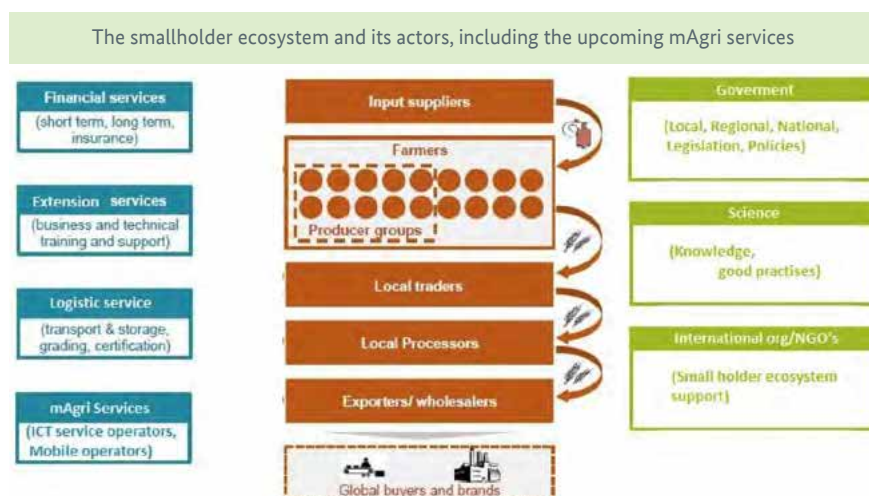 The smallholder ecosystem and its actors, including the upcoming mAgri services
Financial services
(short term, long term,
insurance)
Extension services
(business and technical
training and support)
Logistic service
(transport & storage,
grading, certification)
mAgri Services
(ICT service operators,
Mobile operators)
Input suppliers
Farmers
Producer groups
Local traders
Local Processors
Exporters/ wholesalers
Global buyers and brands
Goverment
(Local, Regional, National,
Legislation, Policies)
Science
(Knowledge,
good practises)
International org/NGO's
(Small holder ecosystem
support)